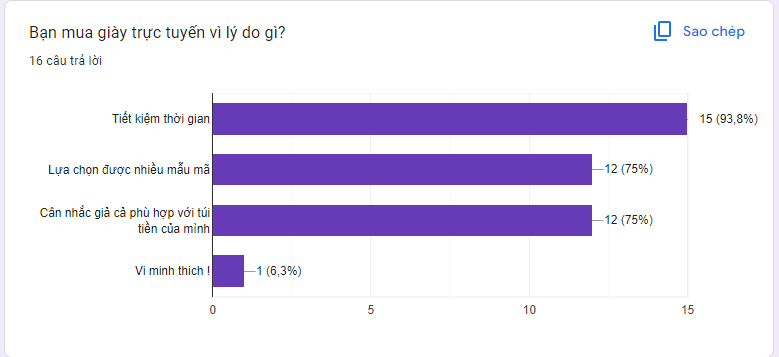 Bạn mua giày trực tuyến vì lý do gì?
Sao chép
16 câu trả lời
Tiết kiệm thời gian
15 (93,8%)
Lựa chọn được nhiều mẫu mã
12 (75%)
Cân nhắc giả cả phù hợp với túi
tiền của mình
12 (75%)
Vì mình thích !
1 (6,3%)
0
5
10
15